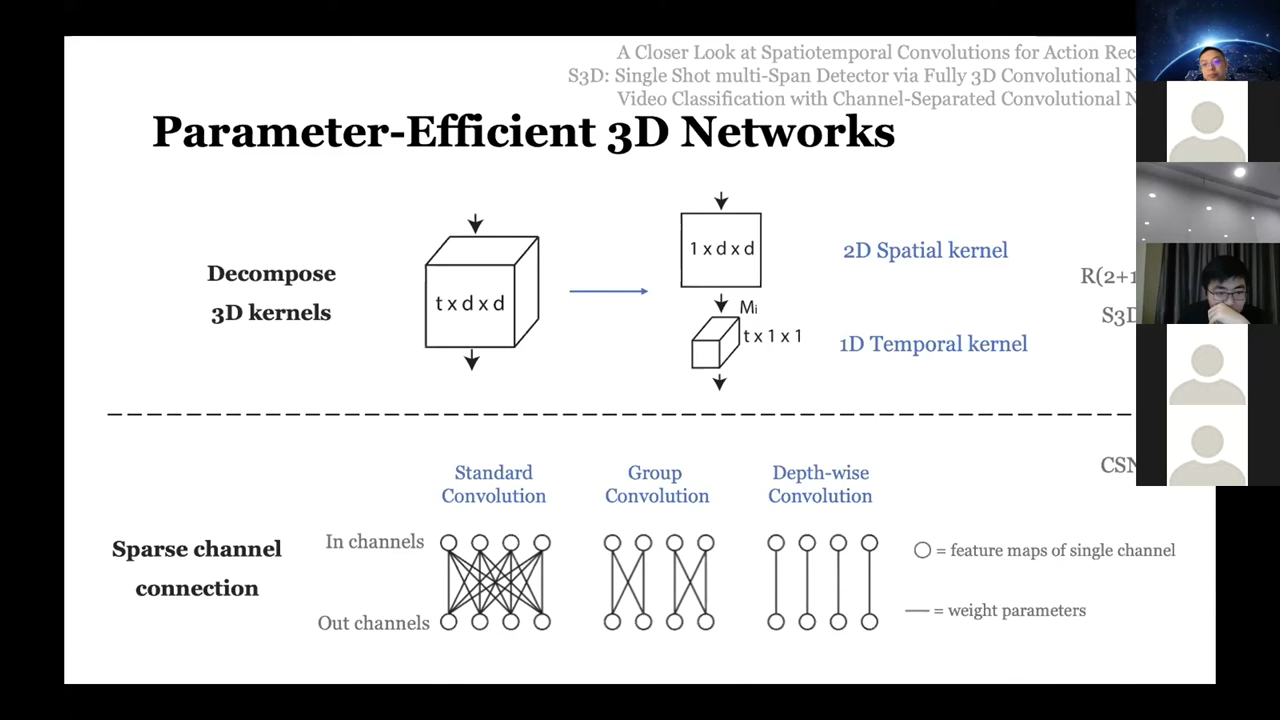 A Closer Look at Spatiotemporal Convolutions for Action
S3D: Single Shot multi-Span Detector via Fully 3D Convolutional
Video Classification with Channel-Separated Convolutional
Parameter-Efficient 3D Networks
Decompose
3D kernels
t x d x d
1 x d x d
Mi
t x 1 x 1
2D Spatial kernel
1D Temporal kernel
R(2+1
S3D
Standard
Convolution
Group
Convolution
Depth-wise
Convolution
CSN
Sparse channel
connection
In channels
Out channels
= feature maps of single channel
= weight parameters